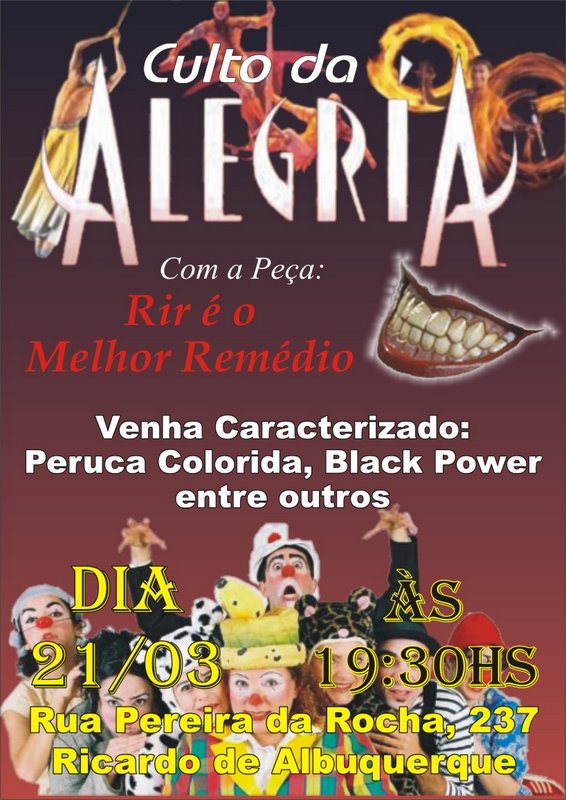 Culto da
ALEGRIA
Com a Peça:
Rir é o
Melhor Remédio
Venha Caracterizado:
Peruca Colorida, Black Power
entre outros
DIA
21/03
ÀS
19:30HS
Rua Pereira da Rocha, 237
Ricardo de Albuquerque